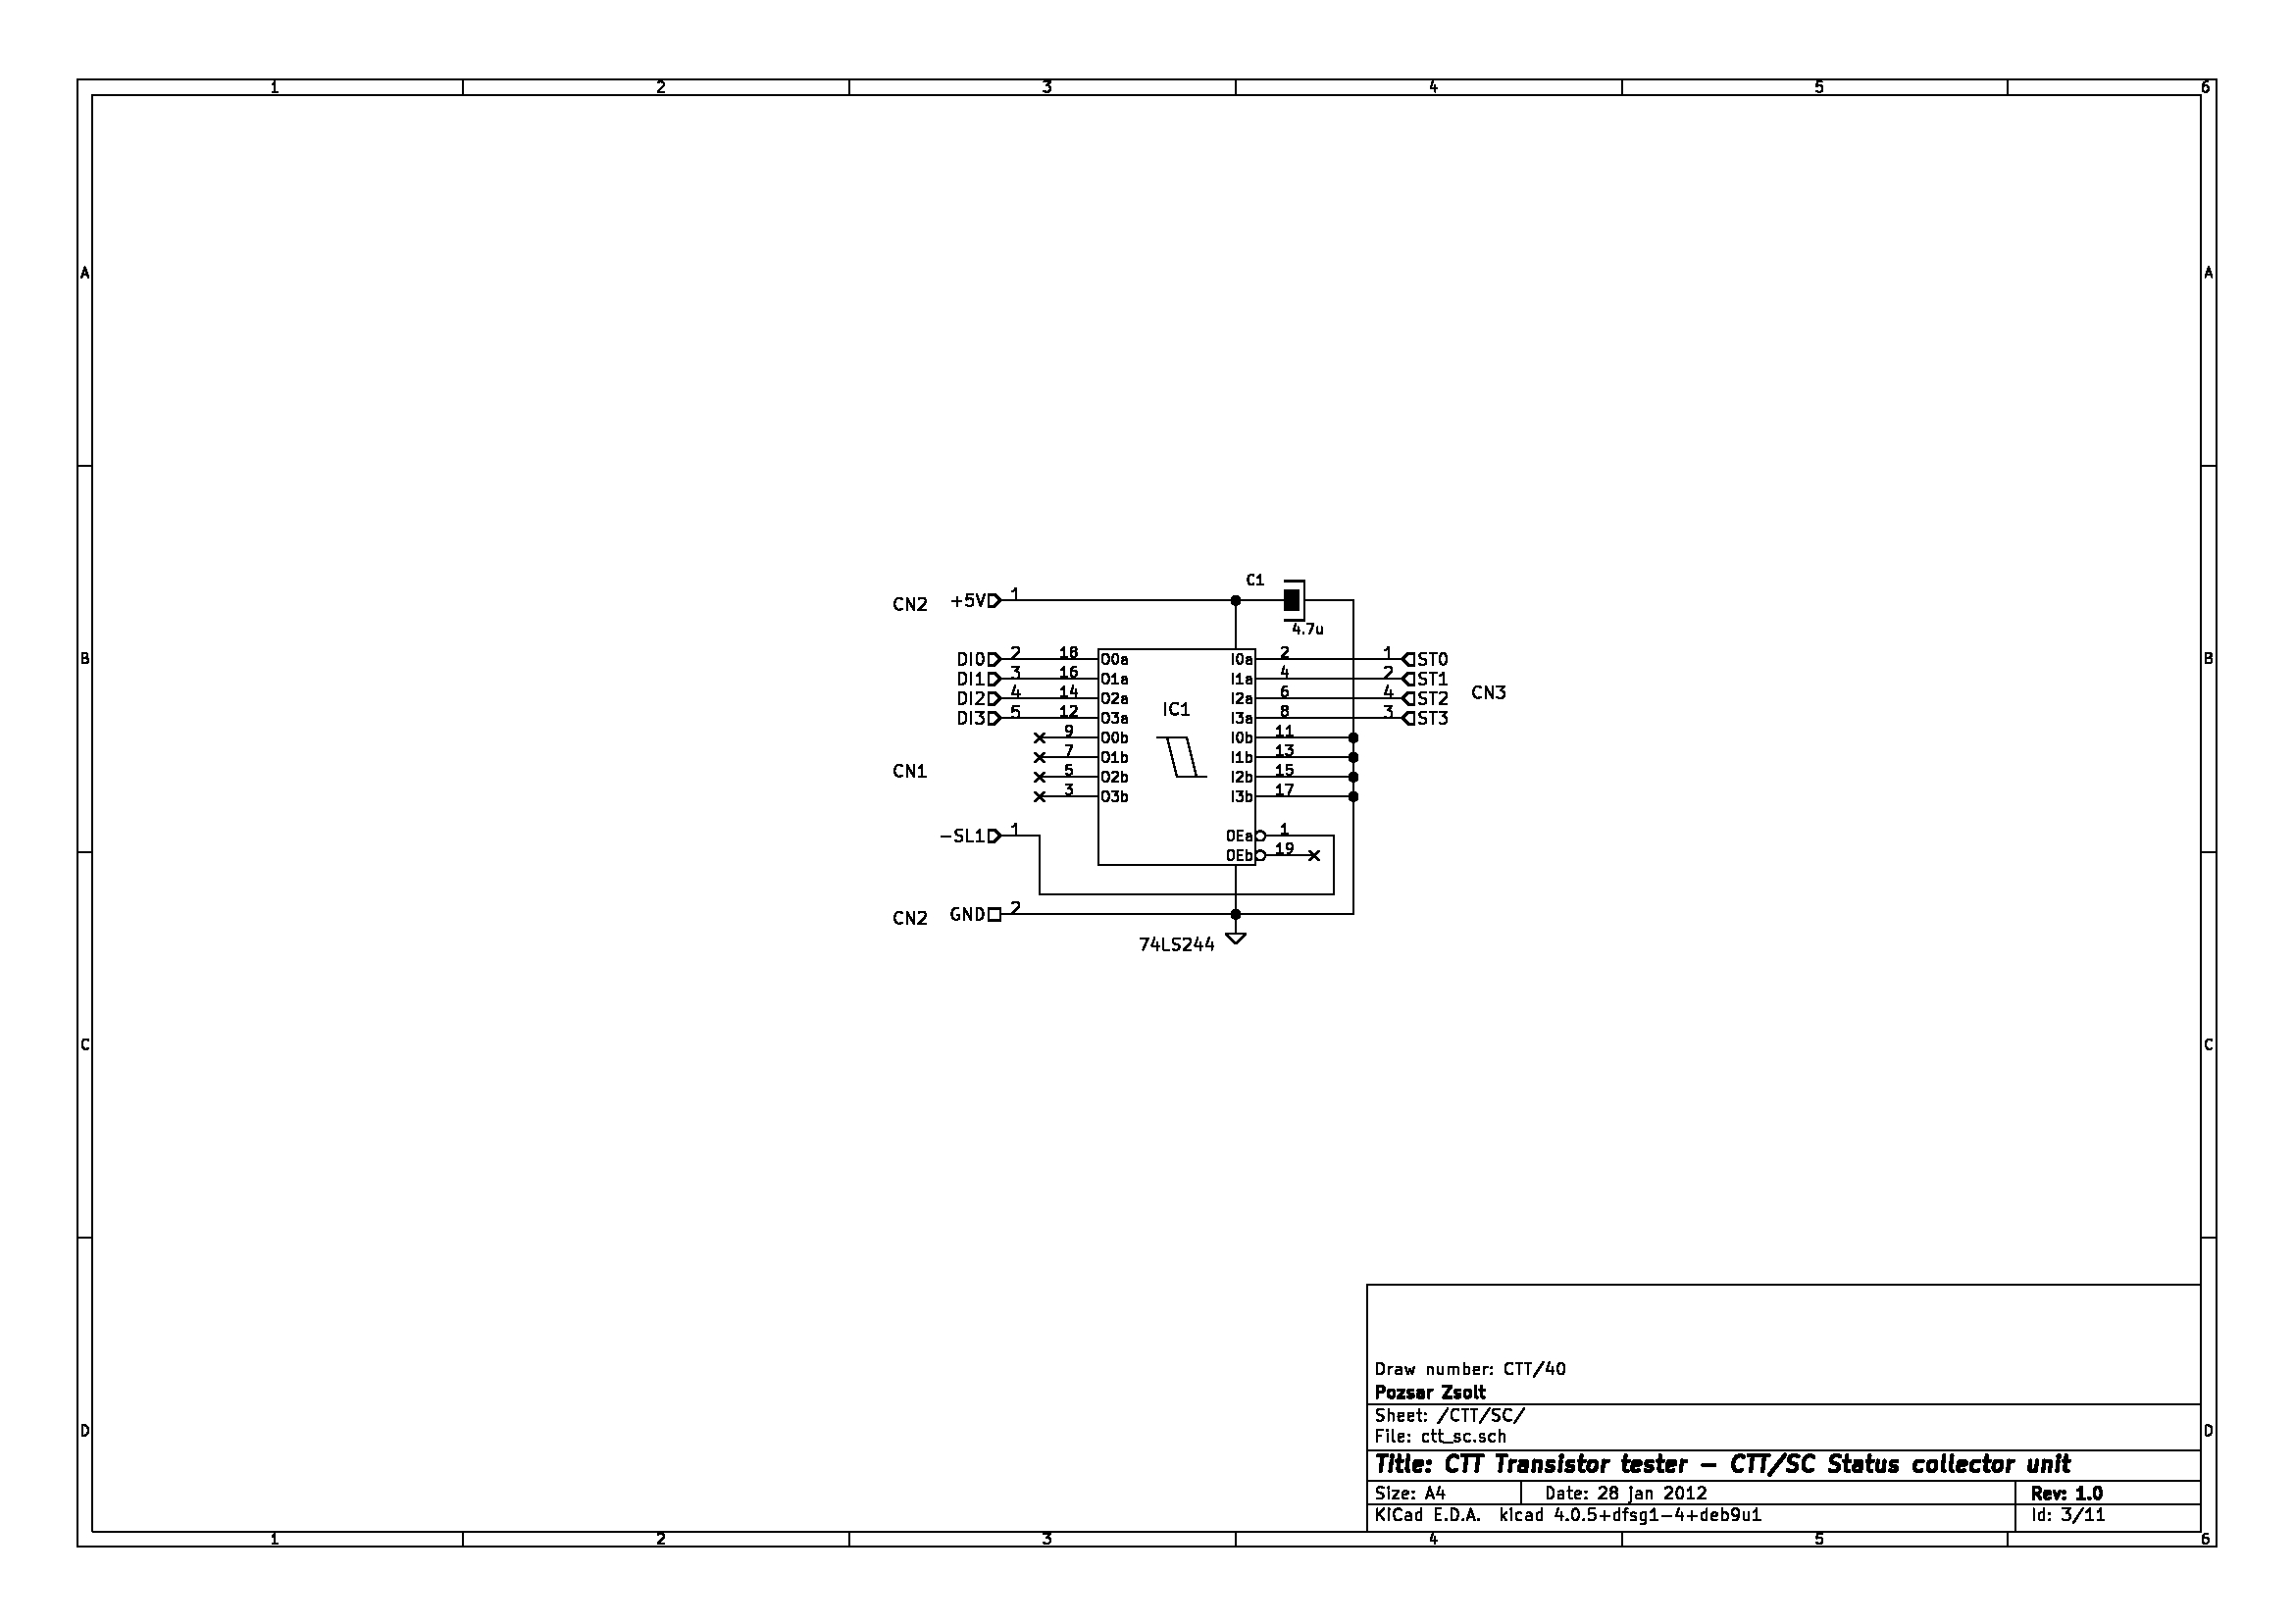 1 2 3 4 5 6
A A
C1
CN2 +5V 1
4.7u
DI0 2 18 O0a I0a 2 1 ST0
DI1 3 16 O1a I1a 4 2 ST1
DI2 4 14 O2a I2a 6 4 ST2 CN3
DI3 5 12 O3a IC1 I3a 8 3 ST3
B B
9 O0b I0b 11
7 O1b I1b 13
CN1 5 O2b I2b 15
3 O3b I3b 17
-SL1 1 OEa 1
OEb 19
CN2 GND 2
74LS244
C C
Draw number: CTT/40
Pozsar Zsolt
Sheet: /CTT/SC/
D D
File: ctt_sc.sch
Title: CTT Transistor tester - CTT/SC Status collector unit
Size: A4 Date: 28 jan 2012 Rev: 1.0
KiCad E.D.A. kicad 4.0.5+dfsg1-4+deb9u1 Id: 3/11
1 2 3 4 5 6